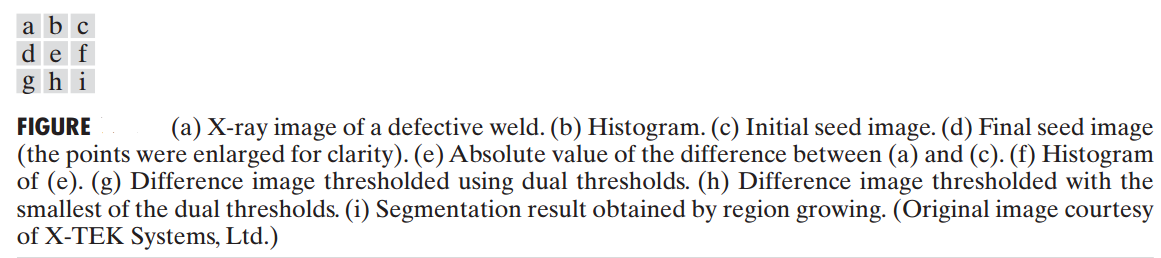 a b c
d e f
g h i
FIGURE (a) X-ray image of a defective weld. (b) Histogram. (c) Initial seed image. (d) Final seed image
(the points were enlarged for clarity). (e) Absolute value of the difference between (a) and (c). (f) Histogram
of (e). (g) Difference image thresholded using dual thresholds. (h) Difference image thresholded with the
smallest of the dual thresholds. (i) Segmentation result obtained by region growing. (Original image courtesy
of X-TEK Systems, Ltd.)